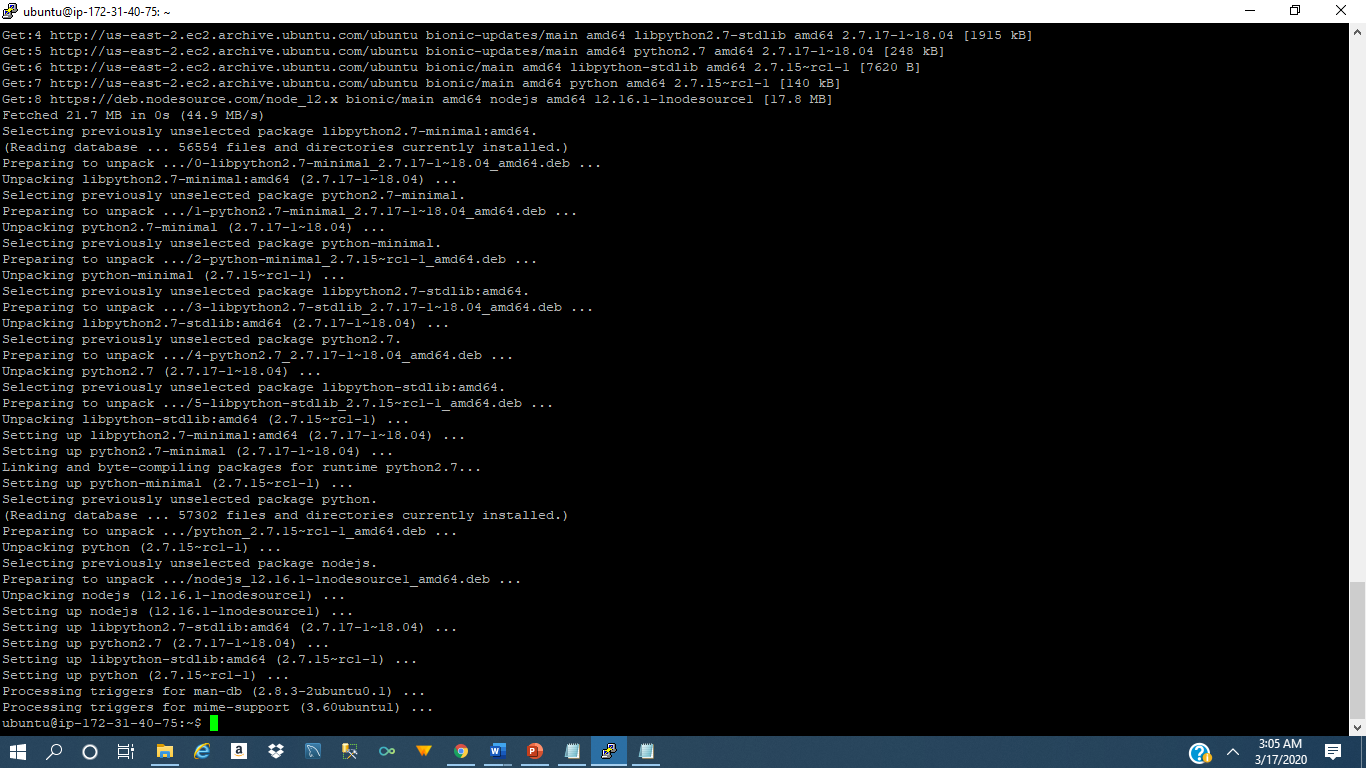 ubuntu@ip-172-31-40-75: ~
Get:4 http://us-east-2.ec2.archive.ubuntu.com/ubuntu bionic-updates/main amd64 libpython2.7-stdlib amd64 2.7.17-1~18.04 [1915 kB]
Get:5 http://us-east-2.ec2.archive.ubuntu.com/ubuntu bionic-updates/main amd64 python2.7 amd64 2.7.17-1~18.04 [248 kB]
Get:6 http://us-east-2.ec2.archive.ubuntu.com/ubuntu bionic/main amd64 libpython-stdlib amd64 2.7.15~rc1-1 [7620 B]
Get:7 http://us-east-2.ec2.archive.ubuntu.com/ubuntu bionic/main amd64 python amd64 2.7.15~rc1-1 [140 kB]
Get:8 https://deb.nodesource.com/node_12.x bionic/main amd64 nodejs amd64 12.16.1-1nodesource1 [17.8 MB]
Fetched 21.7 MB in 0s (44.9 MB/s)
Selecting previously unselected package libpython2.7-minimal:amd64.
(Reading database ... 56554 files and directories currently installed.)
Preparing to unpack .../0-libpython2.7-minimal_2.7.17-1~18.04_amd64.deb ...
Unpacking libpython2.7-minimal:amd64 (2.7.17-1~18.04) ...
Selecting previously unselected package python2.7-minimal.
Preparing to unpack .../1-python2.7-minimal_2.7.17-1~18.04_amd64.deb ...
Unpacking python2.7-minimal (2.7.17-1~18.04) ...
Selecting previously unselected package python-minimal.
Preparing to unpack .../2-python-minimal_2.7.15~rc1-1_amd64.deb ...
Unpacking python-minimal (2.7.15~rc1-1) ...
Selecting previously unselected package libpython2.7-stdlib:amd64.
Preparing to unpack .../3-libpython2.7-stdlib_2.7.17-1~18.04_amd64.deb ...
Unpacking libpython2.7-stdlib:amd64 (2.7.17-1~18.04) ...
Selecting previously unselected package python2.7.
Preparing to unpack .../4-python2.7_2.7.17-1~18.04_amd64.deb ...
Unpacking python2.7 (2.7.17-1~18.04) ...
Selecting previously unselected package libpython-stdlib:amd64.
Preparing to unpack .../5-libpython-stdlib_2.7.15~rc1-1_amd64.deb ...
Unpacking libpython-stdlib:amd64 (2.7.15~rc1-1) ...
Setting up libpython2.7-minimal:amd64 (2.7.17-1~18.04) ...
Setting up python2.7-minimal (2.7.17-1~18.04) ...
Linking and byte-compiling packages for runtime python2.7...
Setting up python-minimal (2.7.15~rc1-1) ...
Selecting previously unselected package python.
(Reading database ... 57302 files and directories currently installed.)
Preparing to unpack .../python_2.7.15~rc1-1_amd64.deb ...
Unpacking python (2.7.15~rc1-1) ...
Selecting previously unselected package nodejs.
Preparing to unpack .../nodejs_12.16.1-1nodesource1_amd64.deb ...
Unpacking nodejs (12.16.1-1nodesource1) ...
Setting up nodejs (12.16.1-1nodesource1) ...
Setting up libpython2.7-stdlib:amd64 (2.7.17-1~18.04) ...
Setting up python2.7 (2.7.17-1~18.04) ...
Setting up libpython-stdlib:amd64 (2.7.15~rc1-1) ...
Setting up python (2.7.15~rc1-1) ...
Processing triggers for man-db (2.8.3-2ubuntu0.1) ...
Processing triggers for mime-support (3.60ubuntu1) ...
ubuntu@ip-172-31-40-75:~$
3:05 AM
3/17/2020